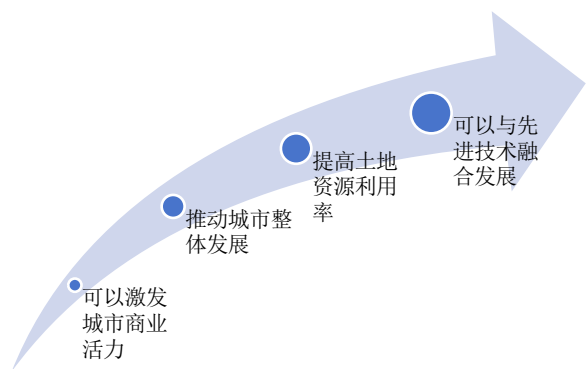 可以激发
城市商业
活力
推动城市整
体发展
提高土地
资源利用
率
可以与先
进技术融
合发展